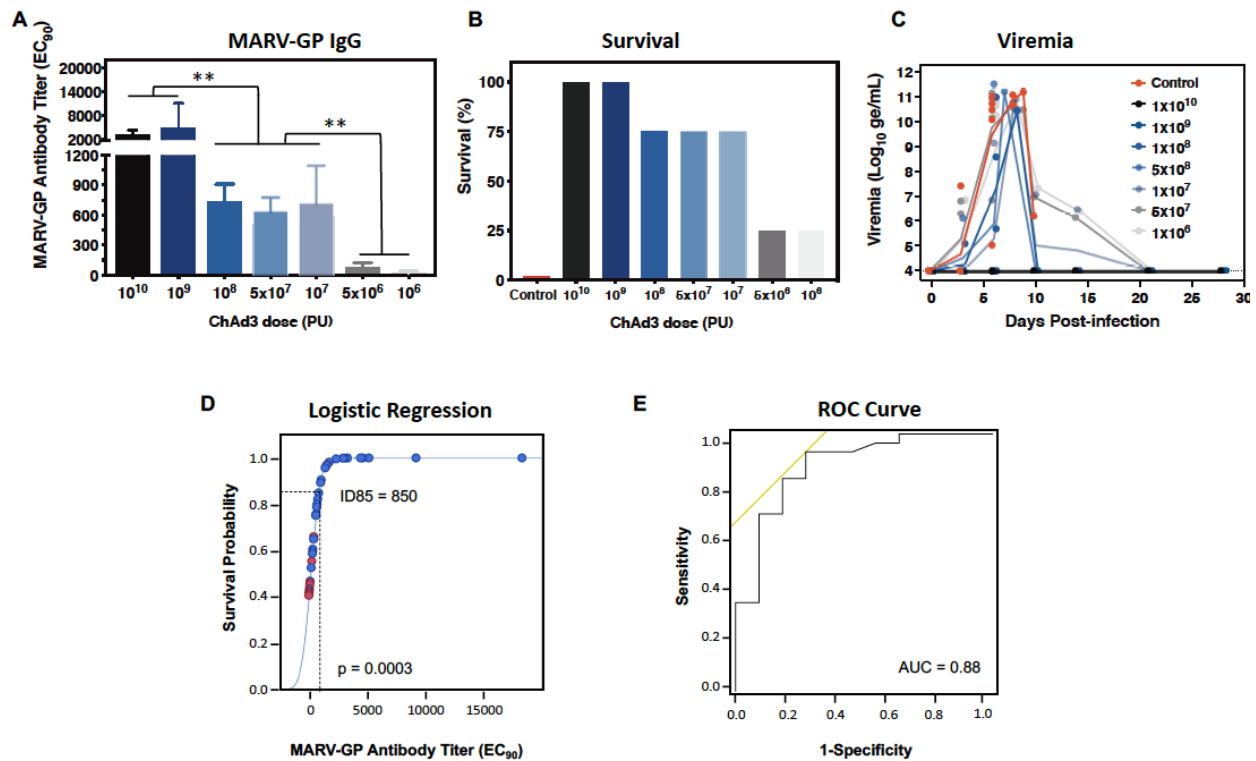 A
MARV-GP IgG
MARV-GP Antibody Titer (EC90)
20000
14000
8000
2000
1200
900
600
300
0
**
**
10^10 10^9 10^8 5x10^7 10^7 5x10^6 10^6
ChAd3 dose (PU)
B
Survival
Survival (%)
100
75
50
25
0
Control 10^10 10^9 10^8 5x10^7 10^7 5x10^6 10^6
ChAd3 dose (PU)
C
Viremia
Viremia (Log10 ge/mL)
12
11
10
9
8
7
6
5
4
0 5 6 10 15 20 25 30
Days Post-infection
Control
1X10^10
1x10^9
1x10^8
5x10^8
1x10^7
5x10^7
1x10^6
D
Logistic Regression
Survival Probability
1.0
0.8
0.6
0.4
0.2
0.0
ID85 = 850
p = 0.0003
0 5000 10000 15000
MARV-GP Antibody Titer (EC90)
E
ROC Curve
Sensitivity
1.0
0.8
0.6
0.4
0.2
0.0
AUC = 0.88
0.0 0.2 0.4 0.6 0.8 1.0
1-Specificity